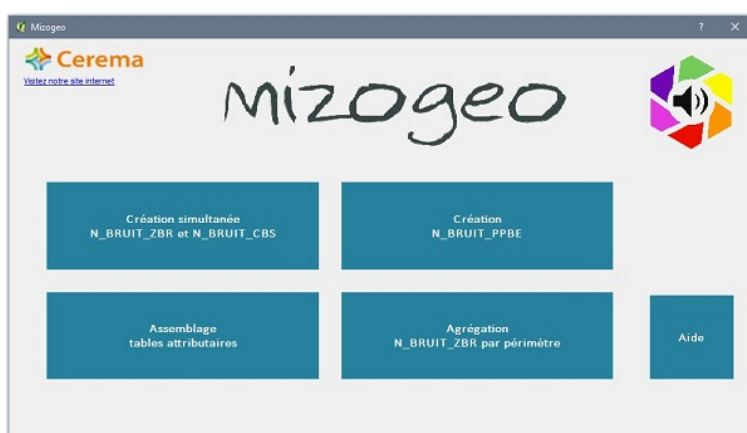 Mizogeo
Cerema
Visitez notre site internet
mizogeo
Création simultanée
N_BRUIT_ZBR et N_BRUIT_CBS
Création
N_BRUIT_PPBE
Assemblage
tables attributaires
Agrégation
N_BRUIT_ZBR par périmètre
Aide